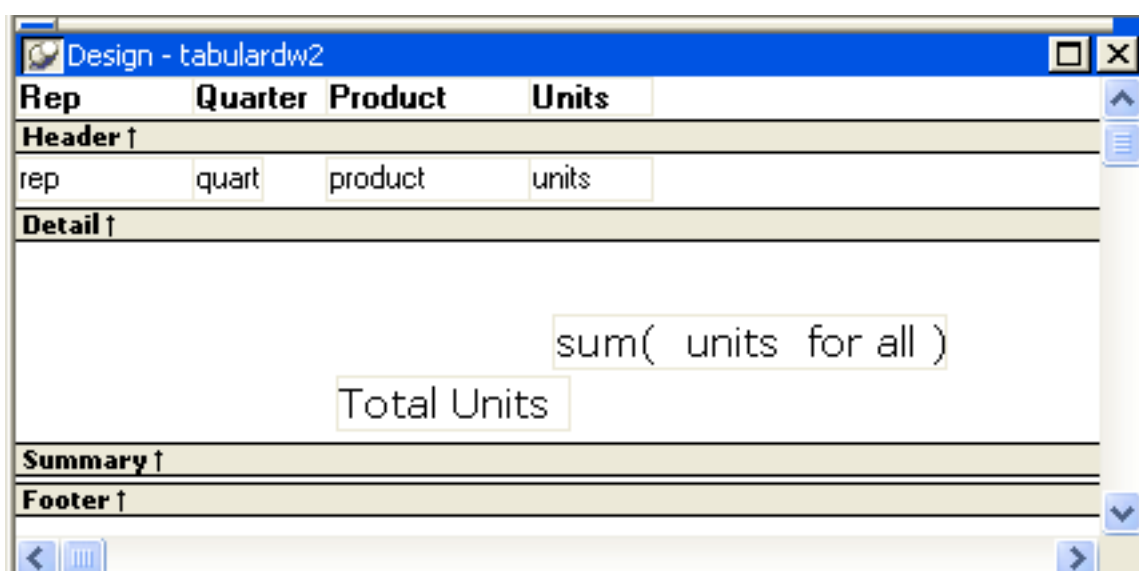 Design - tabulardw2
Rep Quarter Product Units
Header ↑
rep quart product units
Detail ↑
sum( units for all )
Total Units
Summary ↑
Footer ↑